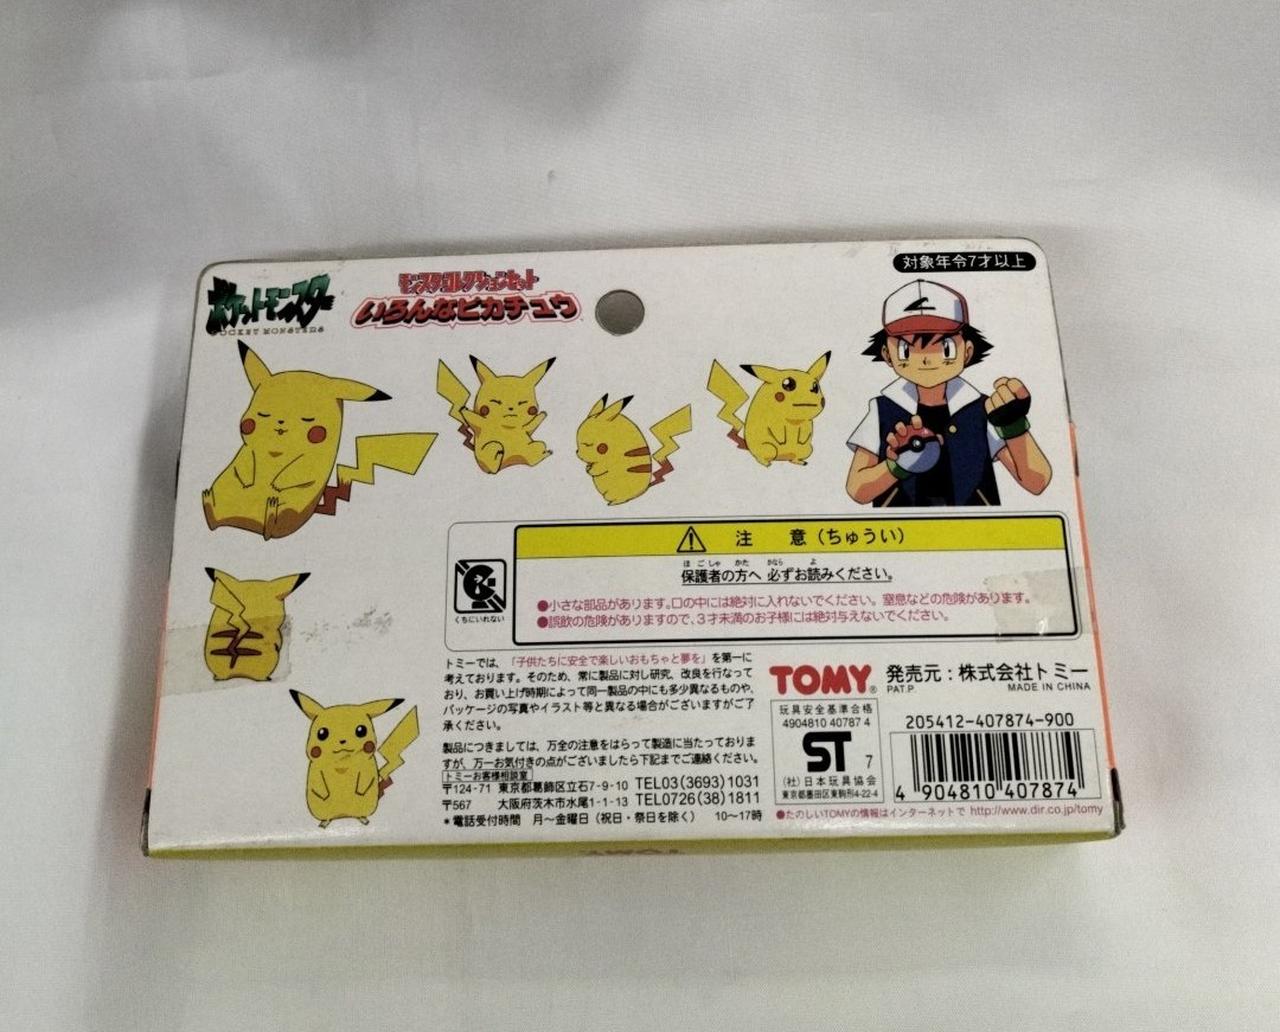 対象年令7才以上
ポケットモンスター
POCKET MONSTERS
モンスターコレクションセット
いろんなピカチュウ
注 意(ちゅうい)
ほごしゃ かた かなら よ
保護者の方へ 必ずお読みください。
●小さな部品があります。口の中には絶対に入れないでください。窒息などの危険があります。
●誤飲の危険がありますので、3才未満のお子様には絶対与えないでください。
くちにいれない
トミーでは、「子供たちに安全で楽しいおもちゃと夢を」を第一に
考えております。そのため、常に製品に対し研究、改良を行なって
おり、お買い上げ時期によって同一製品の中にも多少異なるものや、
パッケージの写真やイラスト等と異なる場合がございますがご了
承ください。
製品につきましては、万全の注意をはらって製造に当たっておりま
すが、万一お気付きの点がございましたら下記までご連絡ください。
トミーお客様相談室
〒124-71 東京都葛飾区立石7-9-10 TEL03(3693)1031
〒567 大阪府茨木市水尾1-1-13 TEL0726(38)1811
*電話受付時間 月~金曜日(祝日・祭日を除く) 10~17時
TOMY®
発売元:株式会社トミー
PAT.P. MADE IN CHINA
玩具安全基準合格
4904810 40787 4
ST 7
(社)日本玩具協会
東京都墨田区東駒形4-22-4
205412-407874-900
4 904810 407874
●たのしいTOMYの情報はインターネットで http://www.dir.co.jp/tomy
TOMY